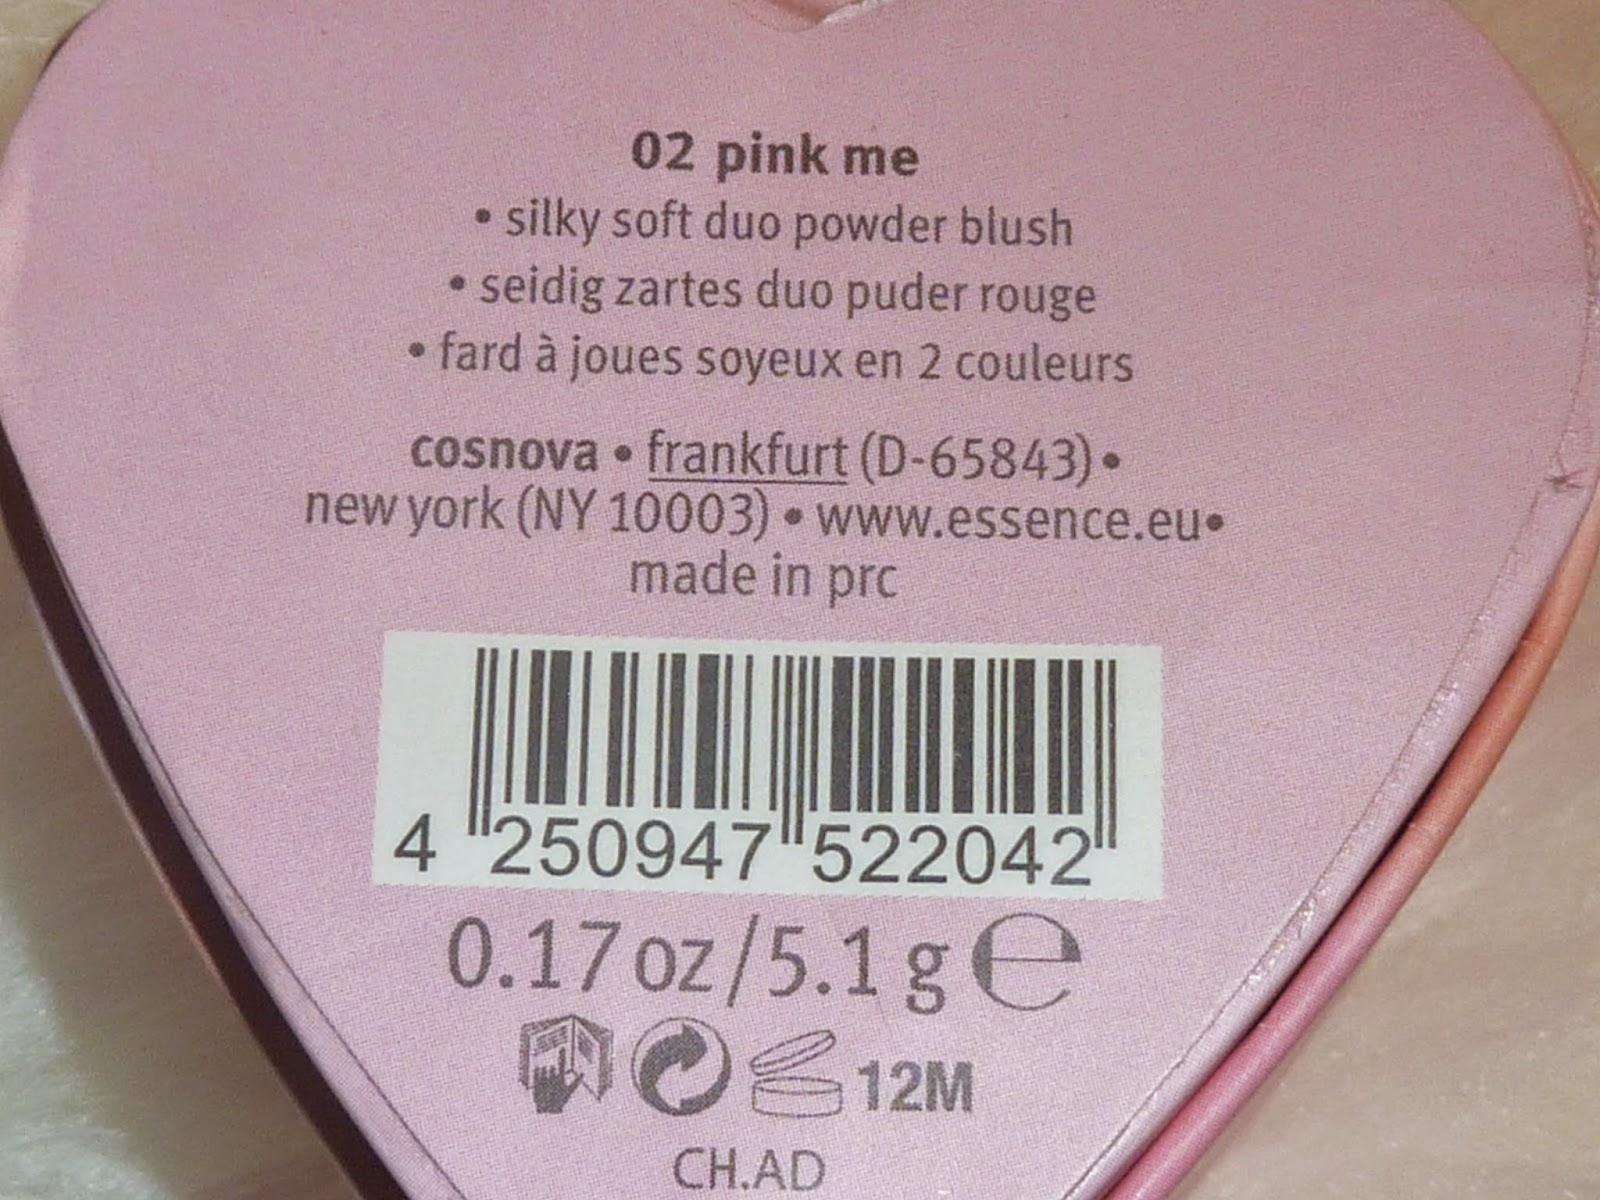 02 pink me
• silky soft duo powder blush
• seidig zartes duo puder rouge
• fard à joues soyeux en 2 couleurs
cosnova • frankfurt (D-65843) •
new york (NY 10003) • www.essence.eu•
made in prc
4 250947 522042
0.17 oz/5.1 g ℮
12M
CH.AD